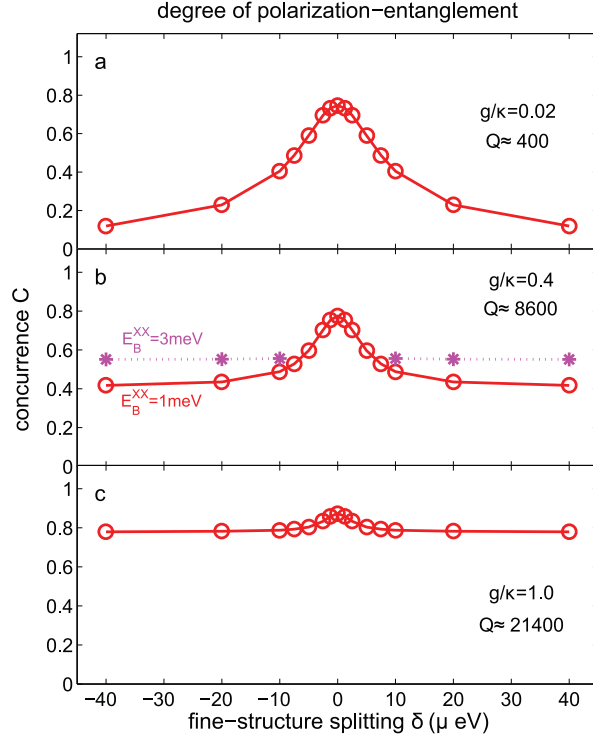 degree of polarization−entanglement
a
g/κ=0.02
Q≈ 400
1
0.8
0.6
0.4
0.2
0
b
g/κ=0.4
Q≈ 8600
E_B^XX=3meV
E_B^XX=1meV
1
0.8
0.6
0.4
0.2
0
c
g/κ=1.0
Q≈ 21400
1
0.8
0.6
0.4
0.2
0
concurrence C
−40 −30 −20 −10 0 10 20 30 40
fine−structure splitting δ (μ eV)